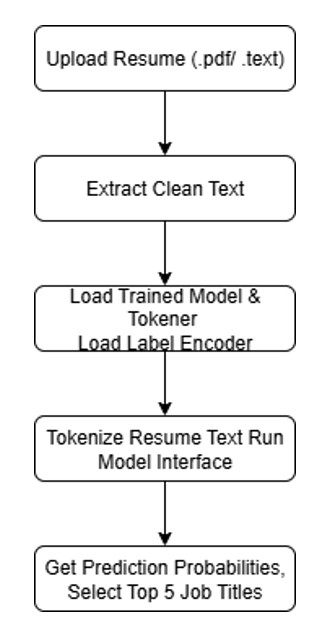 Upload Resume (.pdf/ .text)
Extract Clean Text
Load Trained Model &
Tokener
Load Label Encoder
Tokenize Resume Text Run
Model Interface
Get Prediction Probabilities,
Select Top 5 Job Titles